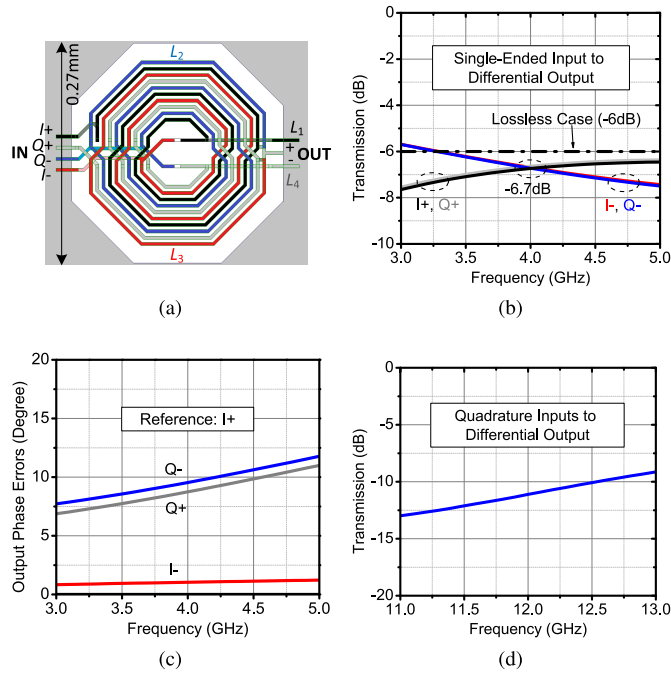 0.27mm
L2
I+
Q+
IN
Q-
I-
L1
+
OUT
-
L4
L3
(a)
0
-2
-4
-6
-8
-10
Transmission (dB)
Single-Ended Input to
Differential Output
Lossless Case (-6dB)
-6.7dB
I+, Q+
I-, Q-
3.0 3.5 4.0 4.5 5.0
Frequency (GHz)
(b)
20
15
10
5
0
Output Phase Errors (Degree)
Reference: I+
Q-
Q+
I-
3.0 3.5 4.0 4.5 5.0
Frequency (GHz)
(c)
0
-5
-10
-15
-20
Transmission (dB)
Quadrature Inputs to
Differential Output
11.0 11.5 12.0 12.5 13.0
Frequency (GHz)
(d)